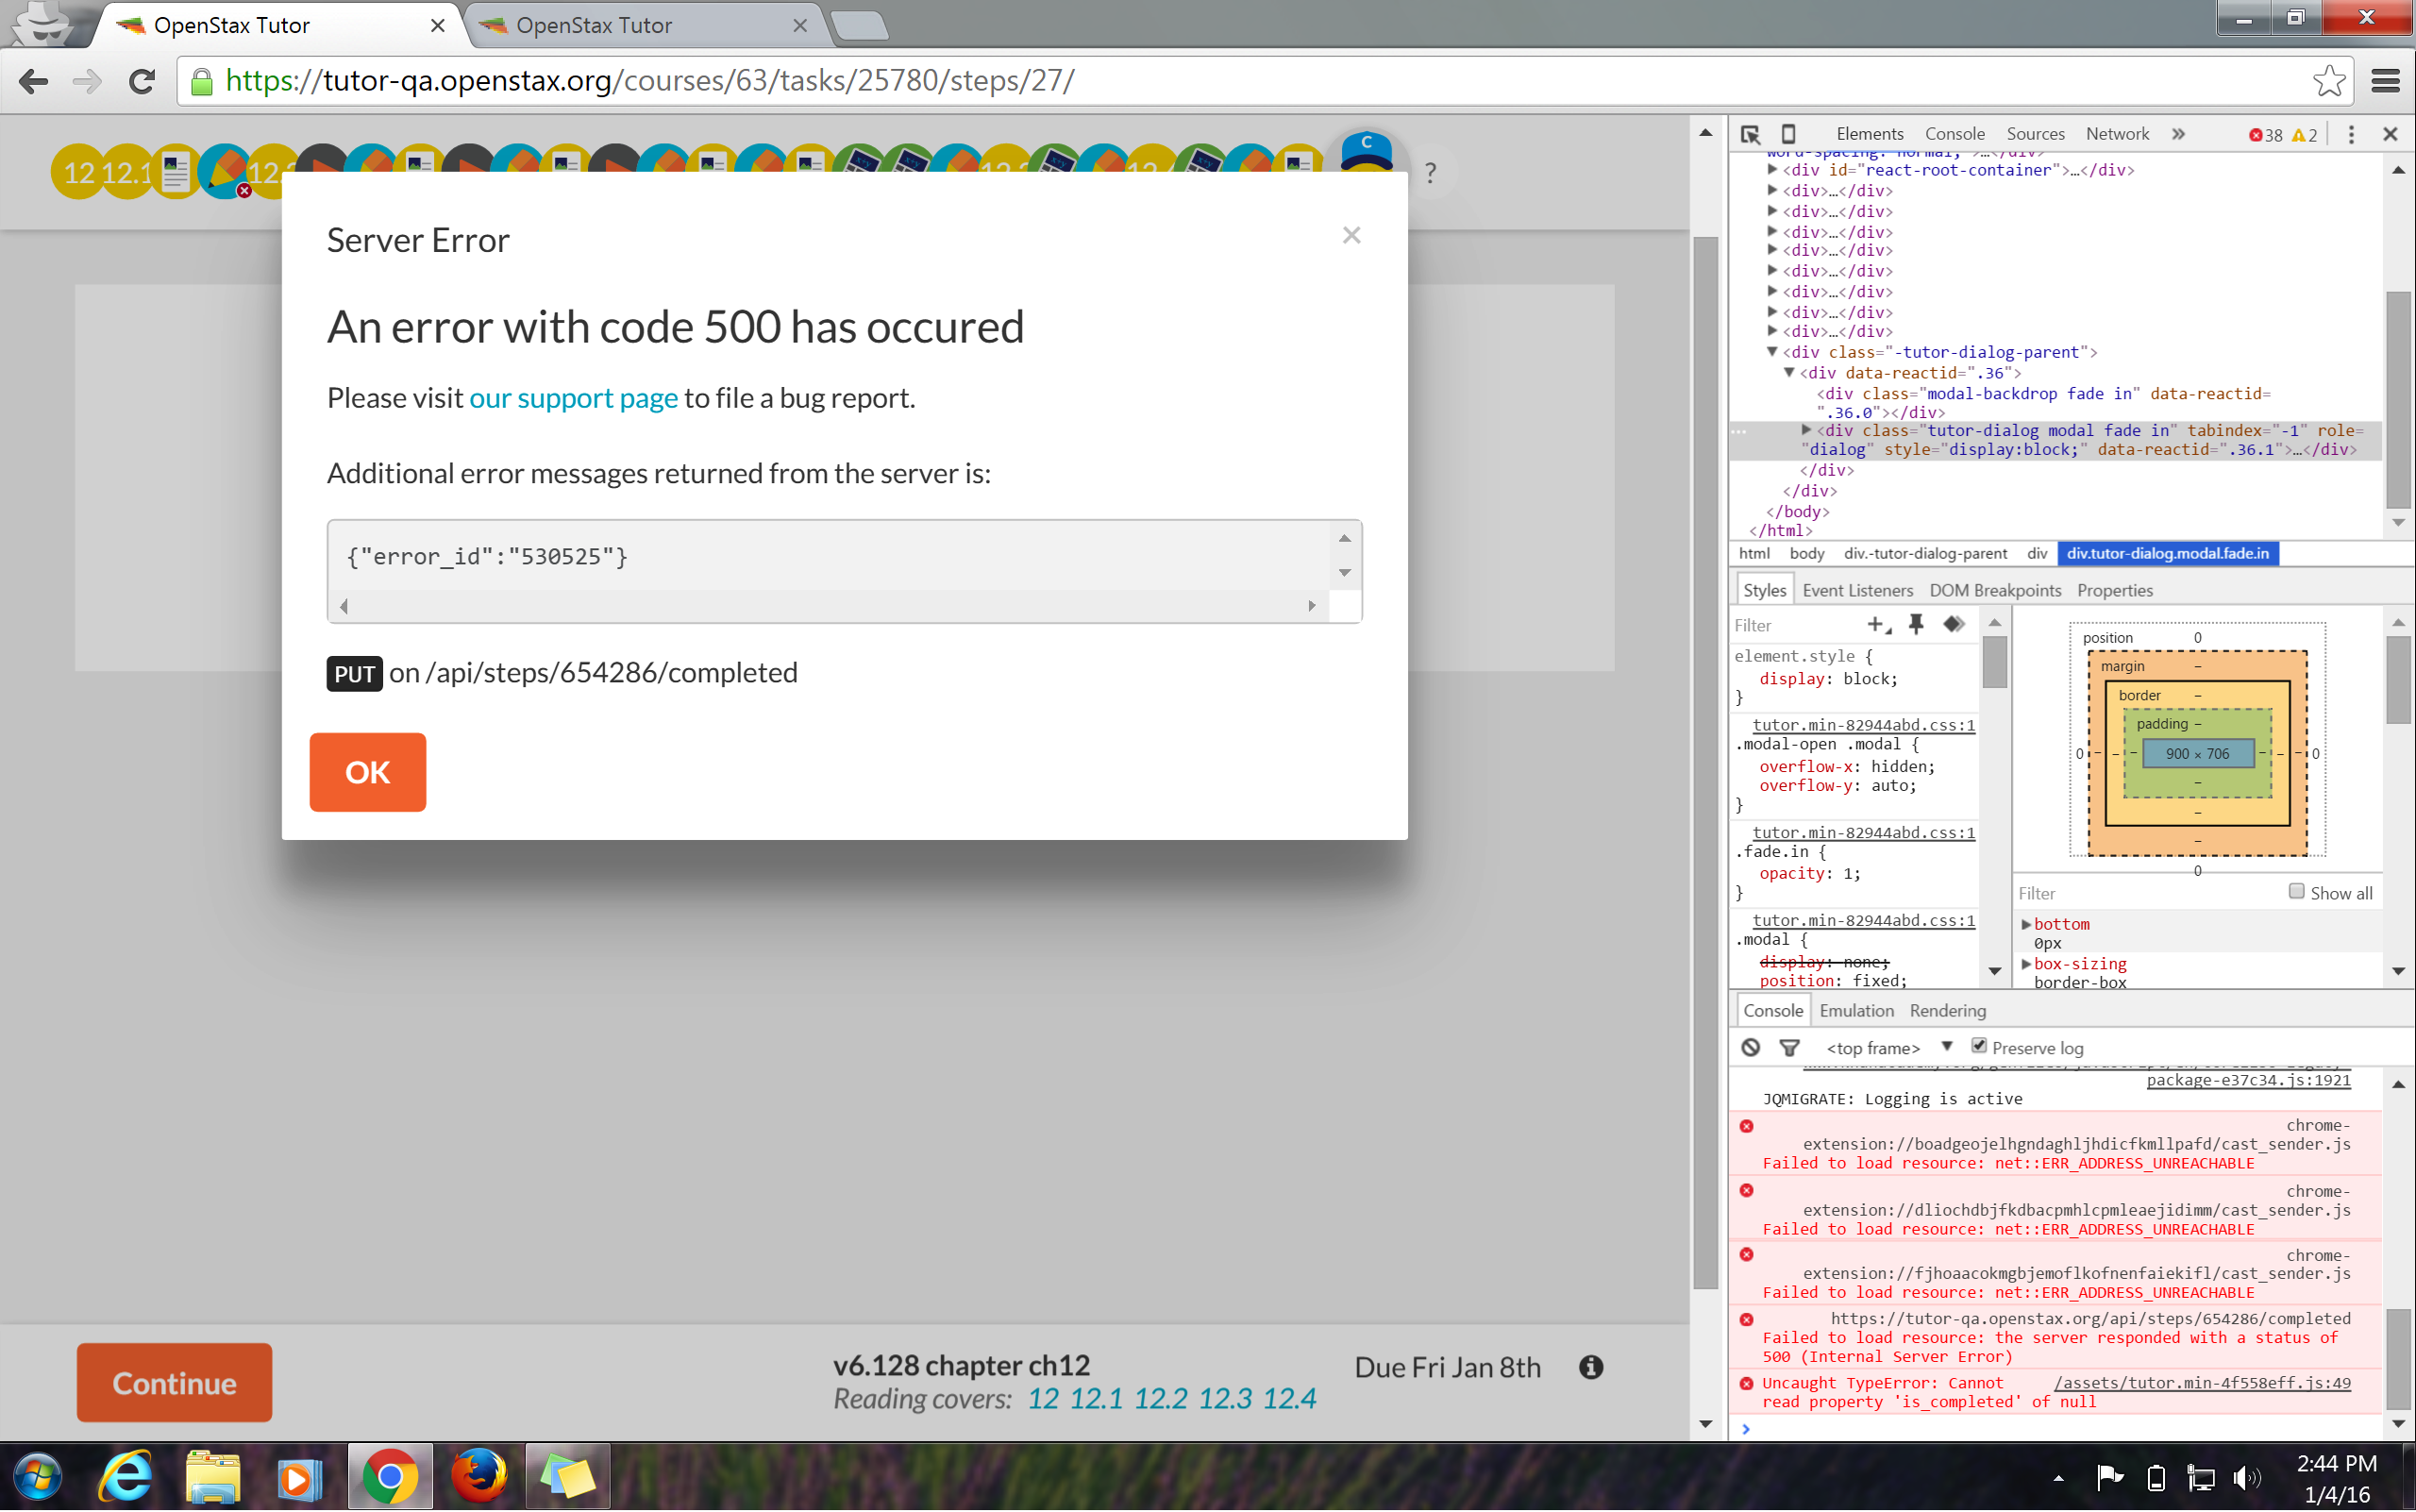 OpenStax Tutor
OpenStax Tutor
https://tutor-qa.openstax.org/courses/63/tasks/25780/steps/27/
12 12.1
C
?
Server Error
×
An error with code 500 has occured
Please visit our support page to file a bug report.
Additional error messages returned from the server is:
{"error_id":"530525"}
PUT on /api/steps/654286/completed
OK
Continue
v6.128 chapter ch12
Reading covers: 12 12.1 12.2 12.3 12.4
Due Fri Jan 8th
Elements Console Sources Network » 38 2
word-spacing: normal; >…</div>
<div id="react-root-container">…</div>
<div>…</div>
<div>…</div>
<div>…</div>
<div>…</div>
<div>…</div>
<div>…</div>
<div>…</div>
<div>…</div>
<div class="-tutor-dialog-parent">
<div data-reactid=".36">
<div class="modal-backdrop fade in" data-reactid=
".36.0"></div>
<div class="tutor-dialog modal fade in" tabindex="-1" role=
"dialog" style="display:block;" data-reactid=".36.1">…</div>
</div>
</div>
</body>
</html>
html body div.-tutor-dialog-parent div div.tutor-dialog.modal.fade.in
Styles Event Listeners DOM Breakpoints Properties
Filter
element.style {
display: block;
}
tutor.min-82944abd.css:1
.modal-open .modal {
overflow-x: hidden;
overflow-y: auto;
}
tutor.min-82944abd.css:1
.fade.in {
opacity: 1;
}
tutor.min-82944abd.css:1
.modal {
display: none;
position: fixed;
position 0
margin –
border –
padding –
0 – – – 900 × 706 – – – 0
–
–
–
0
Filter Show all
bottom
0px
box-sizing
border-box
Console Emulation Rendering
<top frame> Preserve log
package-e37c34.js:1921
JQMIGRATE: Logging is active
chrome-
extension://boadgeojelhgndaghljhdicfkmllpafd/cast_sender.js
Failed to load resource: net::ERR_ADDRESS_UNREACHABLE
chrome-
extension://dliochdbjfkdbacpmhlcpmleaejidimm/cast_sender.js
Failed to load resource: net::ERR_ADDRESS_UNREACHABLE
chrome-
extension://fjhoaacokmgbjemoflkofnenfaiekifl/cast_sender.js
Failed to load resource: net::ERR_ADDRESS_UNREACHABLE
https://tutor-qa.openstax.org/api/steps/654286/completed
Failed to load resource: the server responded with a status of
500 (Internal Server Error)
Uncaught TypeError: Cannot /assets/tutor.min-4f558eff.js:49
read property 'is_completed' of null
2:44 PM
1/4/16